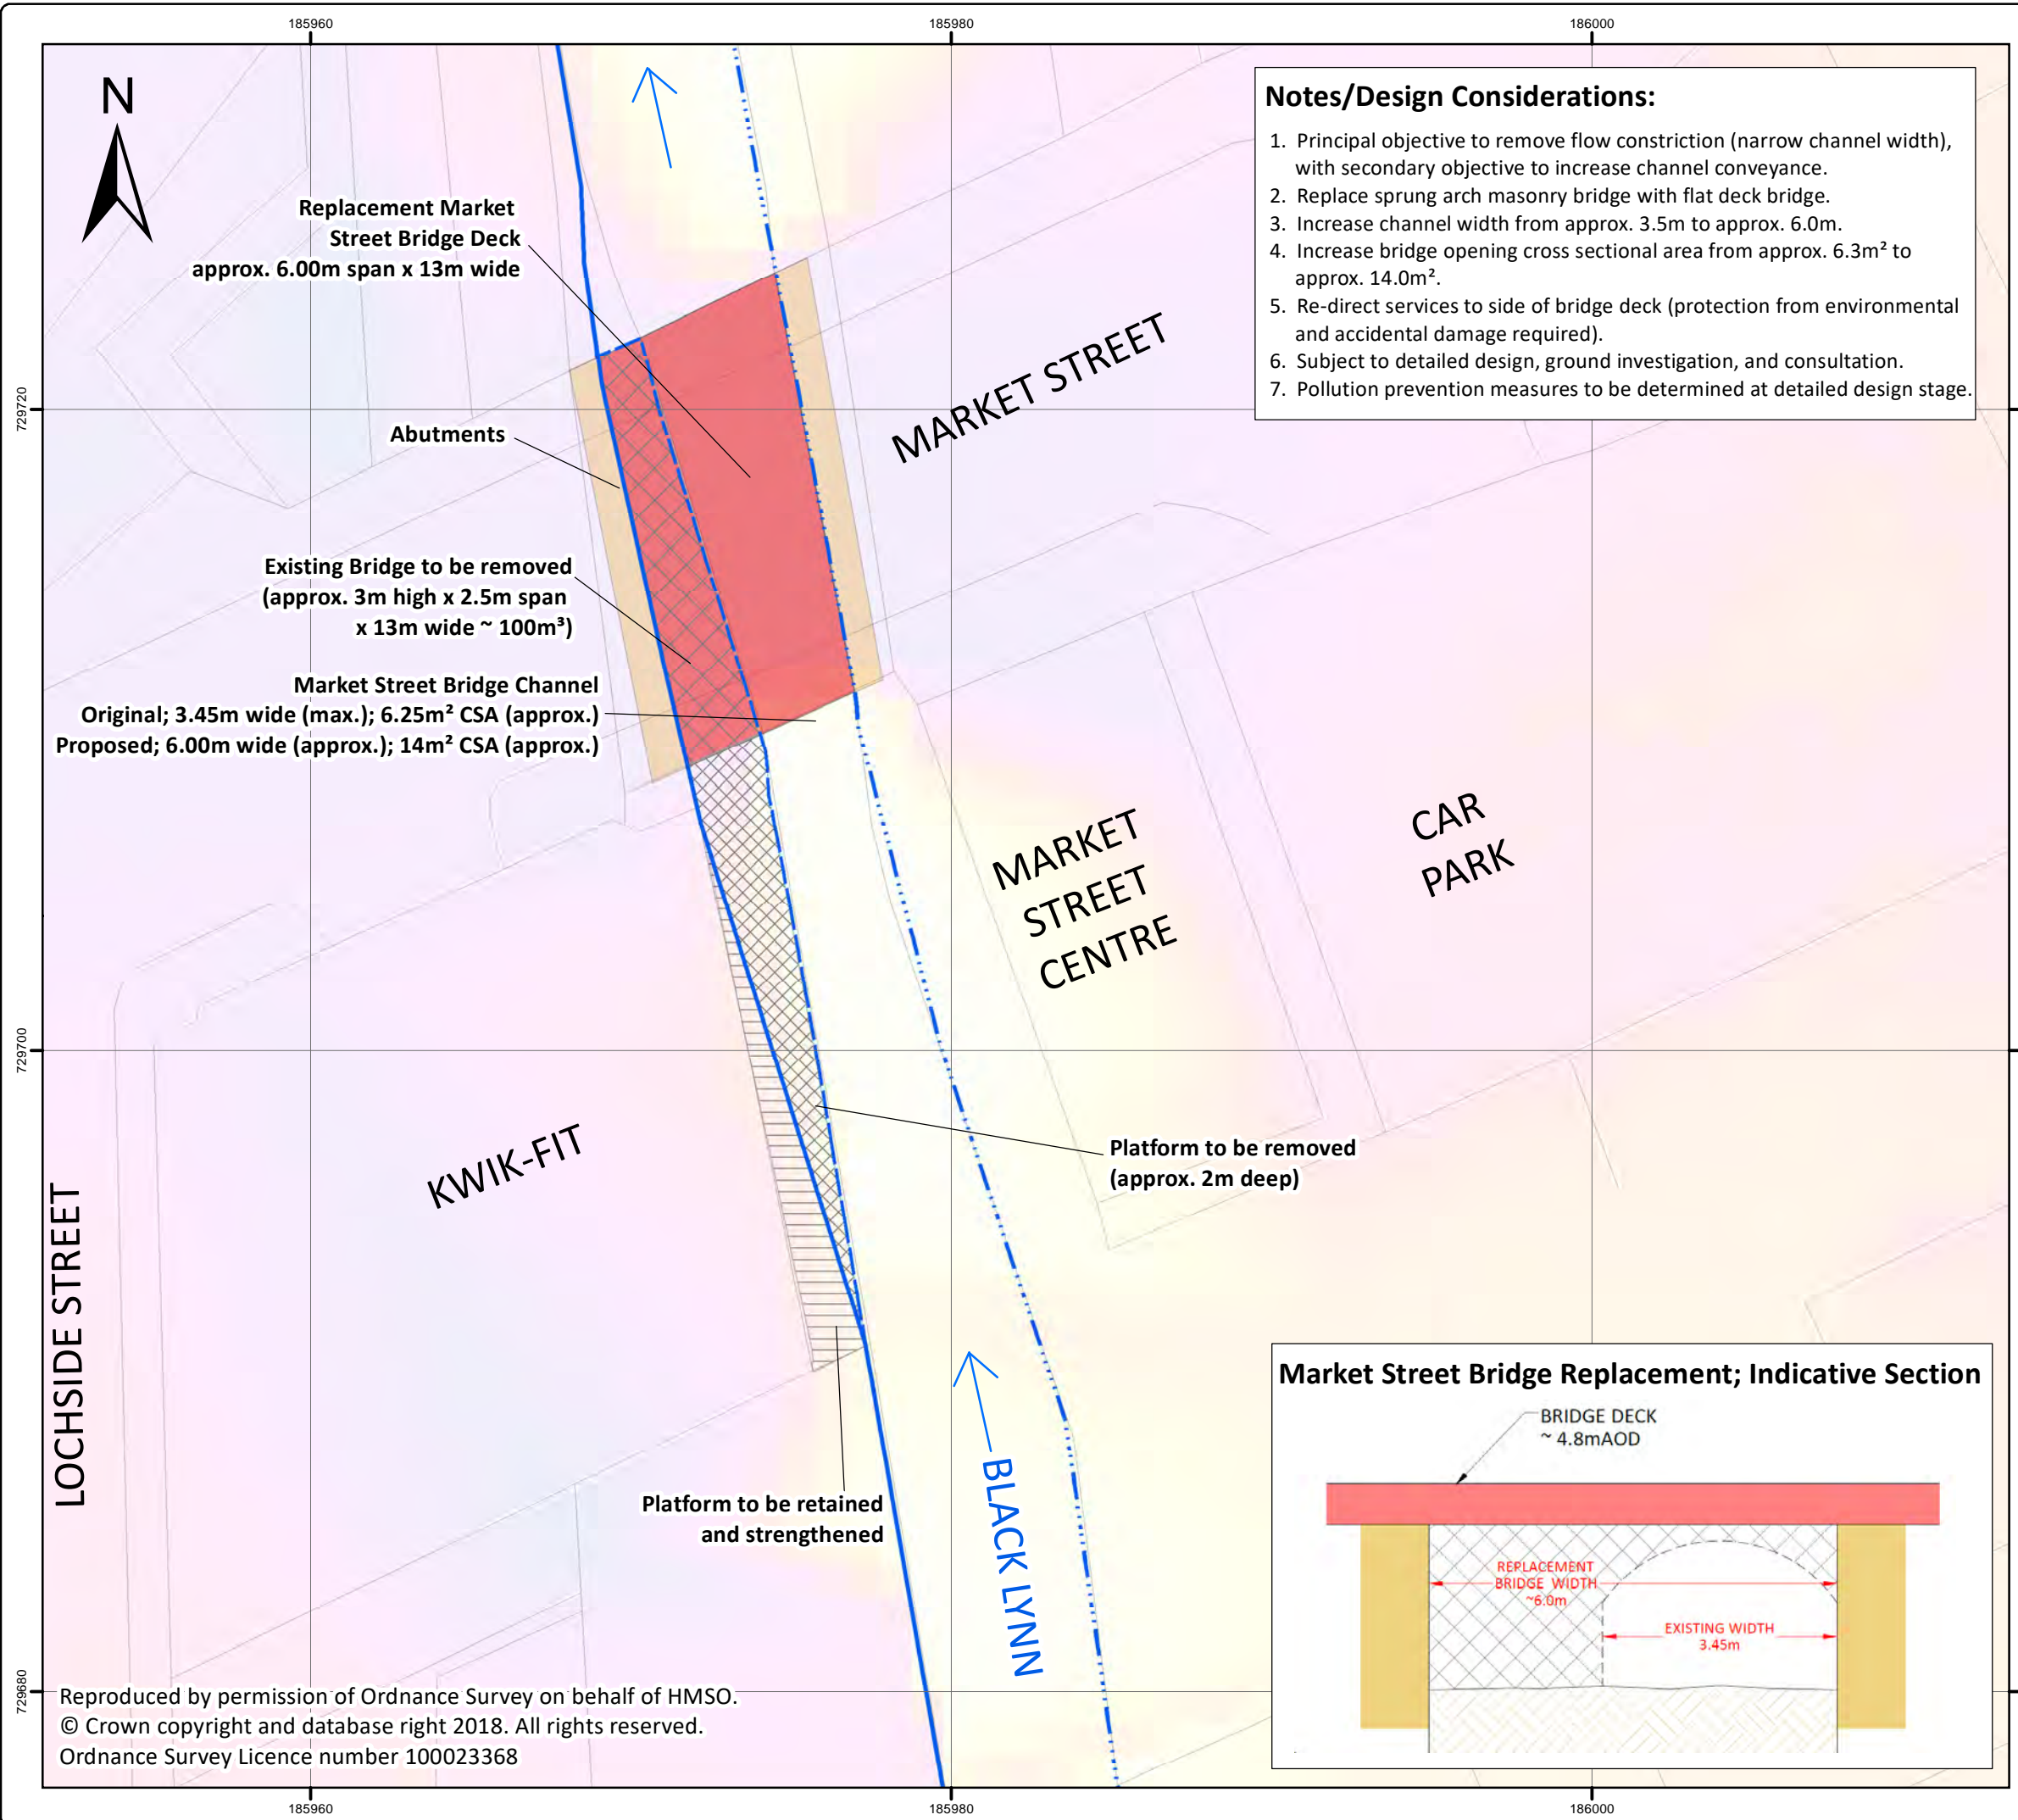 185960
185980
186000
N
Notes/Design Considerations:
1. Principal objective to remove flow constriction (narrow channel width),
with secondary objective to increase channel conveyance.
2. Replace sprung arch masonry bridge with flat deck bridge.
3. Increase channel width from approx. 3.5m to approx. 6.0m.
4. Increase bridge opening cross sectional area from approx. 6.3m² to
approx. 14.0m².
5. Re-direct services to side of bridge deck (protection from environmental
and accidental damage required).
6. Subject to detailed design, ground investigation, and consultation.
7. Pollution prevention measures to be determined at detailed design stage.
Replacement Market
Street Bridge Deck
approx. 6.00m span x 13m wide
MARKET STREET
729720
Abutments
Existing Bridge to be removed
(approx. 3m high x 2.5m span
x 13m wide ~ 100m³)
Market Street Bridge Channel
Original; 3.45m wide (max.); 6.25m² CSA (approx.)
Proposed; 6.00m wide (approx.); 14m² CSA (approx.)
MARKET
STREET
CENTRE
CAR
PARK
729700
KWIK-FIT
Platform to be removed
(approx. 2m deep)
LOCHSIDE STREET
Platform to be retained
and strengthened
BLACK LYNN
Market Street Bridge Replacement; Indicative Section
BRIDGE DECK
~ 4.8mAOD
REPLACEMENT
BRIDGE WIDTH
~6.0m
EXISTING WIDTH
3.45m
729680
Reproduced by permission of Ordnance Survey on behalf of HMSO.
© Crown copyright and database right 2018. All rights reserved.
Ordnance Survey Licence number 100023368
185960
185980
186000